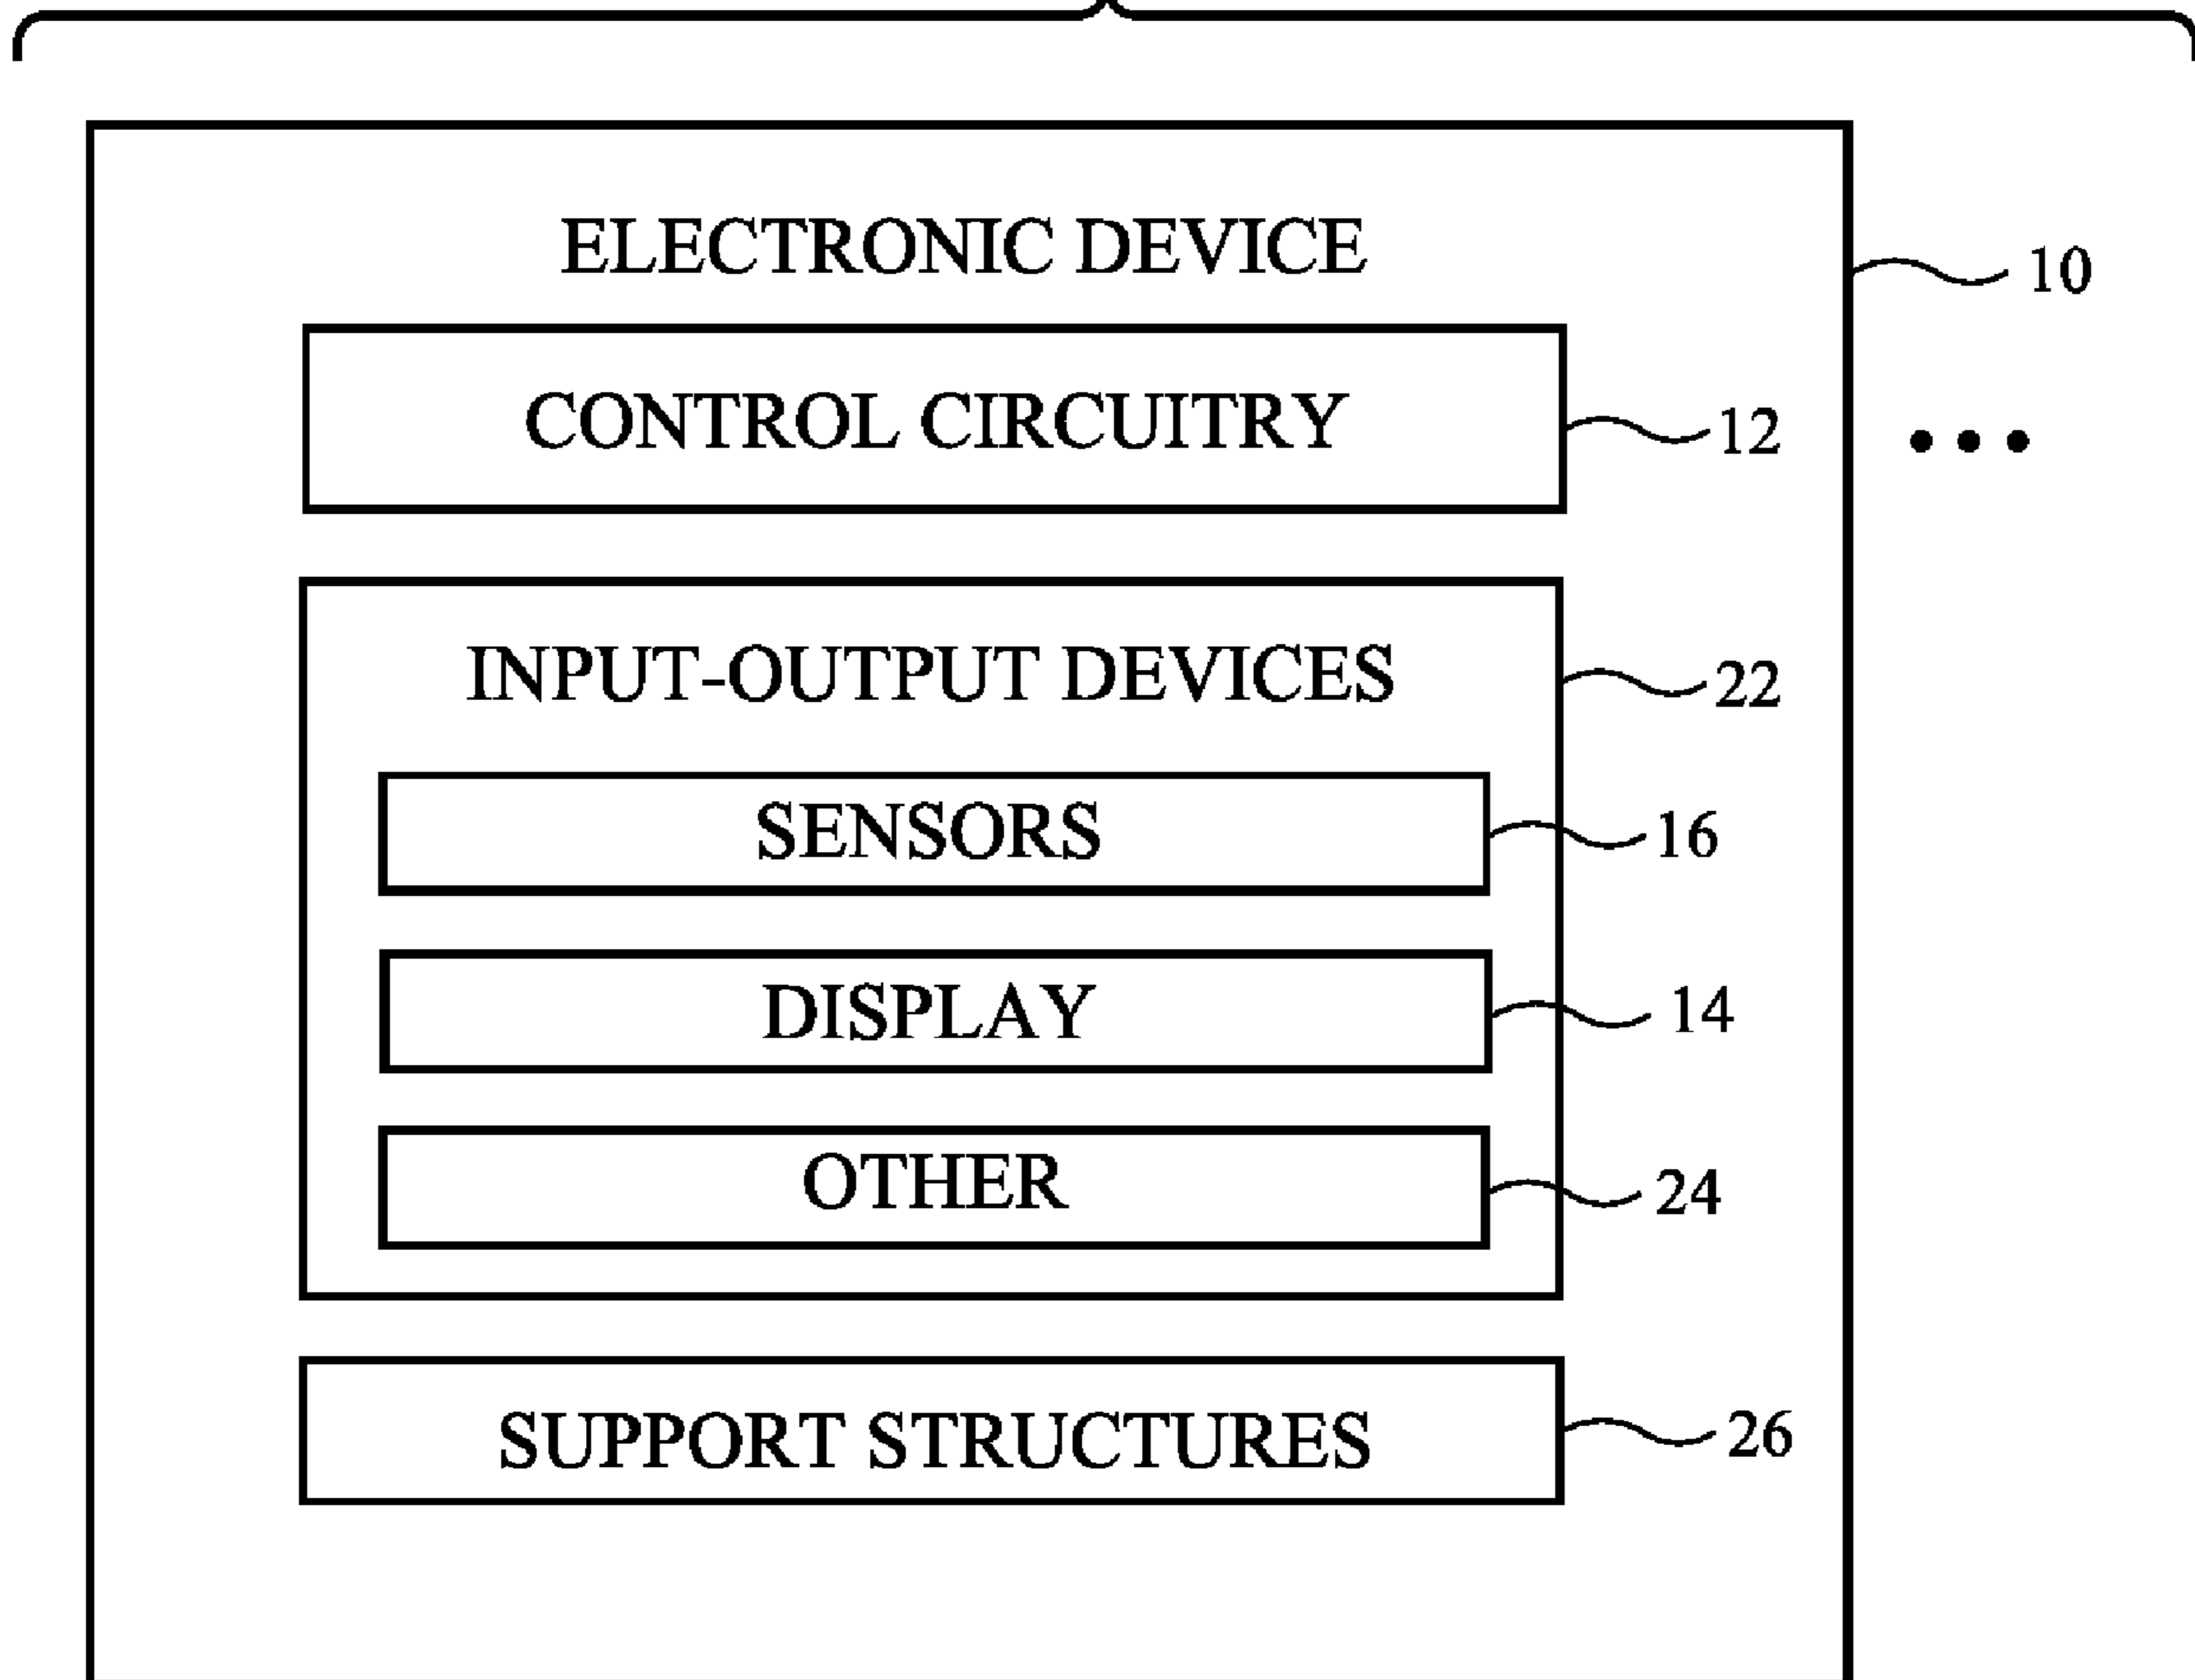 ELECTRONIC DEVICE
10
CONTROL CIRCUITRY
12
INPUT-OUTPUT DEVICES
22
SENSORS
16
DISPLAY
14
OTHER
24
SUPPORT STRUCTURES
26